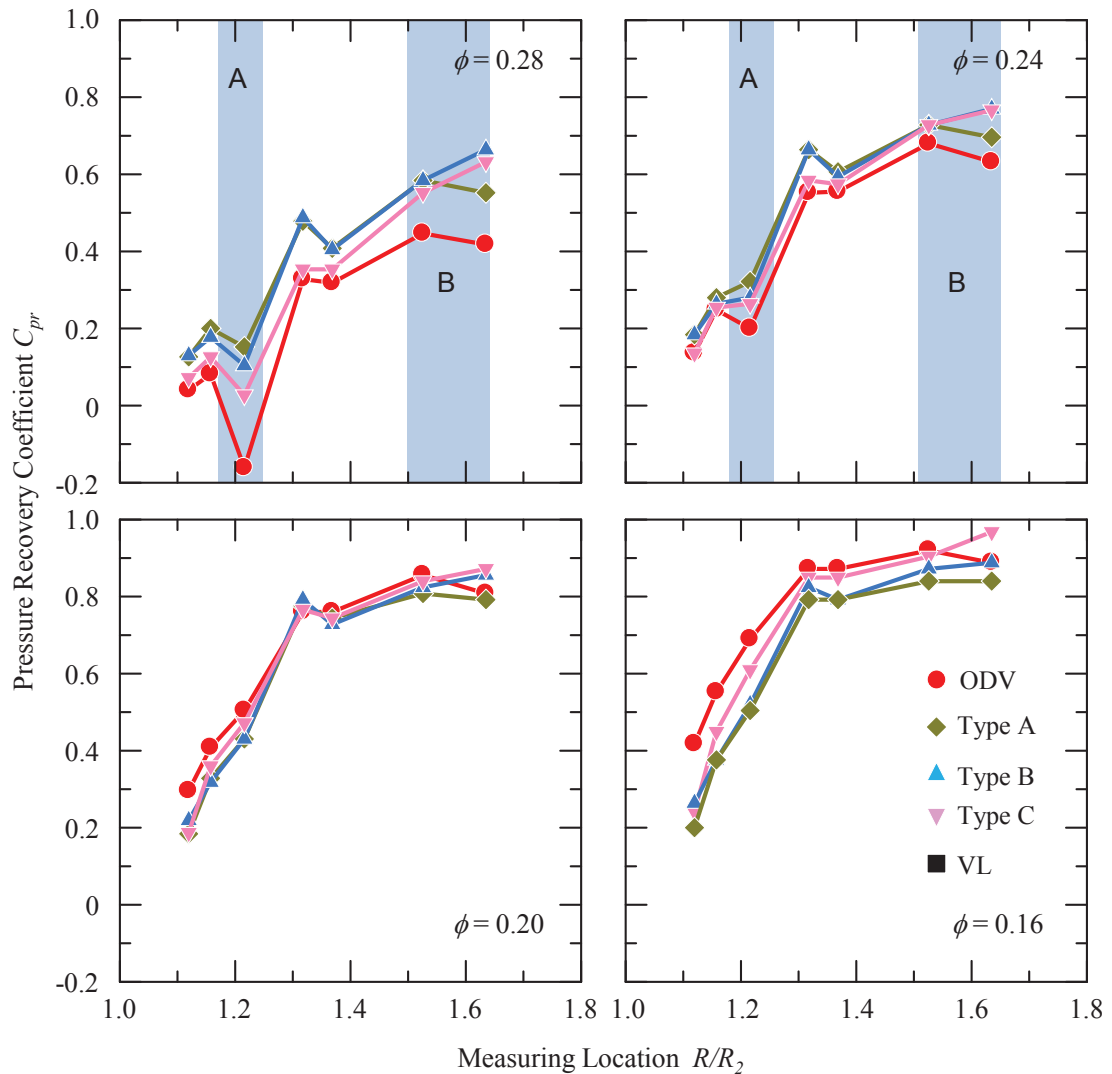 1.0
0.8
0.6
0.4
0.2
0
-0.2
A
B
ϕ = 0.28
A
B
ϕ = 0.24
1.0
0.8
0.6
0.4
0.2
0
-0.2
ϕ = 0.20
ODV
Type A
Type B
Type C
VL
ϕ = 0.16
1.0 1.2 1.4 1.6 1.8
1.0 1.2 1.4 1.6 1.8
Pressure Recovery Coefficient Cpr
Measuring Location R/R2